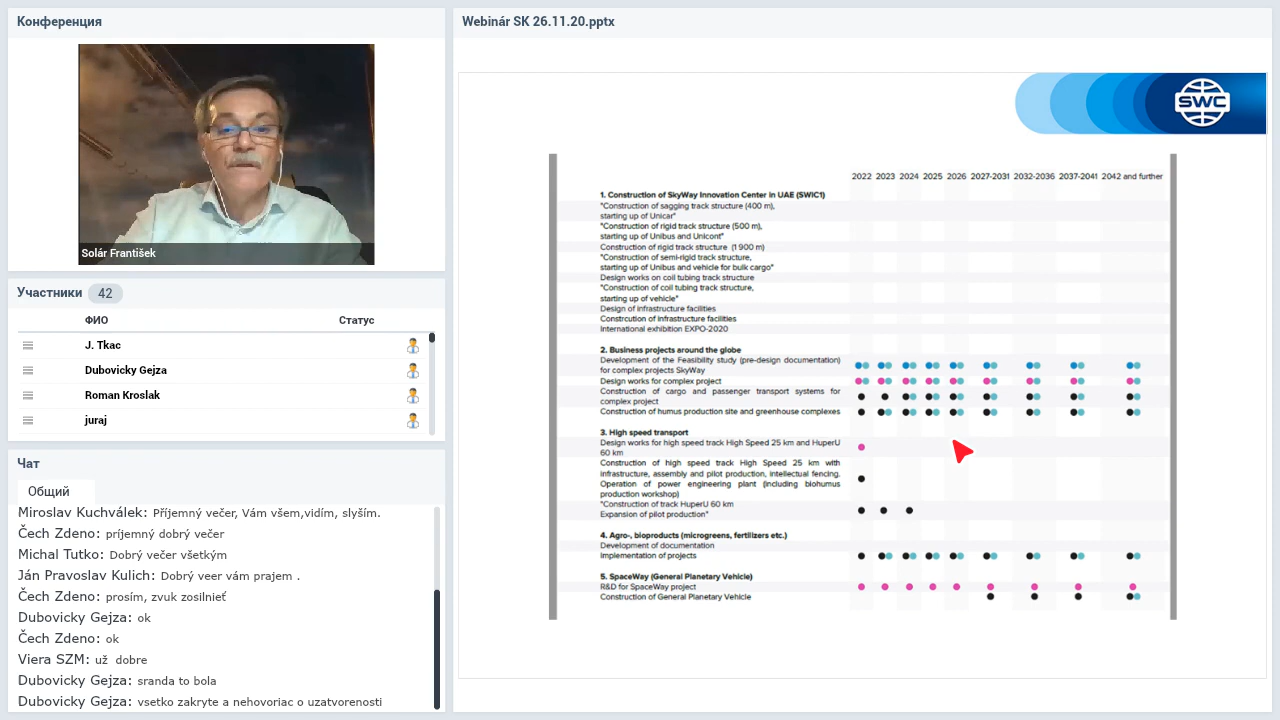 Конференция
Solár František
Участники 42
ФИО Статус
J. Tkac
Dubovicky Gejza
Roman Kroslak
juraj
Чат
Общий
Miroslav Kuchválek: Příjemný večer, Vám všem,vidím, slyším.
Čech Zdeno: príjemný dobrý večer
Michal Tutko: Dobrý večer všetkým
Ján Pravoslav Kulich: Dobrý veer vám prajem .
Čech Zdeno: prosím, zvuk zosilnieť
Dubovicky Gejza: ok
Čech Zdeno: ok
Viera SZM: už dobre
Dubovicky Gejza: sranda to bola
Dubovicky Gejza: vsetko zakryte a nehovoriac o uzatvorenosti
Webinár SK 26.11.20.pptx
SWC
2022 2023 2024 2025 2026 2027-2031 2032-2036 2037-2041 2042 and further
1. Construction of SkyWay Innovation Center in UAE (SWIC1)
"Construction of sagging track structure (400 m),
starting up of Unicar"
"Construction of rigid track structure (500 m),
starting up of Unibus and Unicont"
Construction of rigid track structure (1 900 m)
"Construction of semi-rigid track structure,
starting up of Unibus and vehicle for bulk cargo"
Design works on coil tubing track structure
"Construction of coil tubing track structure,
starting up of vehicle"
Design of infrastructure facilities
Constrcution of infrastructure facilities
International exhibition EXPO-2020
2. Business projects around the globe
Development of the Feasibility study (pre-design documentation)
for complex projects SkyWay
Design works for complex project
Construction of cargo and passenger transport systems for
complex project
Construction of humus production site and greenhouse complexes
3. High speed transport
Design works for high speed track High Speed 25 km and HuperU
60 km
Construction of high speed track High Speed 25 km with
infrastructure, assembly and pilot production, intellectual fencing.
Operation of power engineering plant (including biohumus
production workshop)
"Construction of track HuperU 60 km
Expansion of pilot production"
4. Agro-, bioproducts (microgreens, fertilizers etc.)
Development of documentation
Implementation of projects
5. SpaceWay (General Planetary Vehicle)
R&D for SpaceWay project
Construction of General Planetary Vehicle